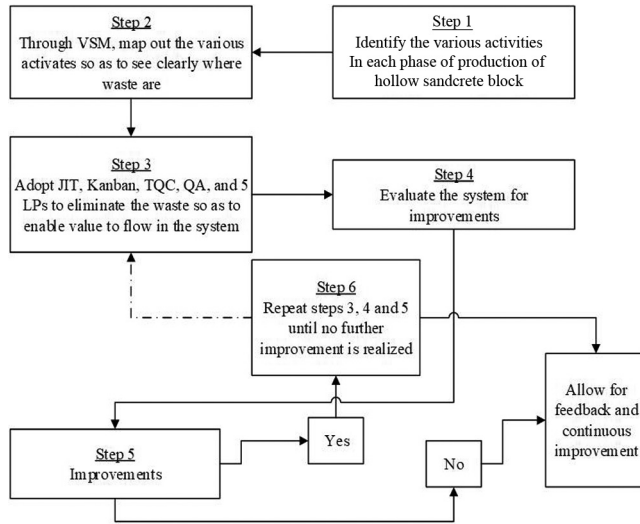 Step 1
Identify the various activities
In each phase of production of
hollow sandcrete block
Step 2
Through VSM, map out the various
activates so as to see clearly where
waste are
Step 3
Adopt JIT, Kanban, TQC, QA, and 5
LPs to eliminate the waste so as to
enable value to flow in the system
Step 4
Evaluate the system for
improvements
Step 6
Repeat steps 3, 4 and 5
until no further
improvement is realized
Allow for
feedback and
continuous
improvement
Step 5
Improvements
Yes
No